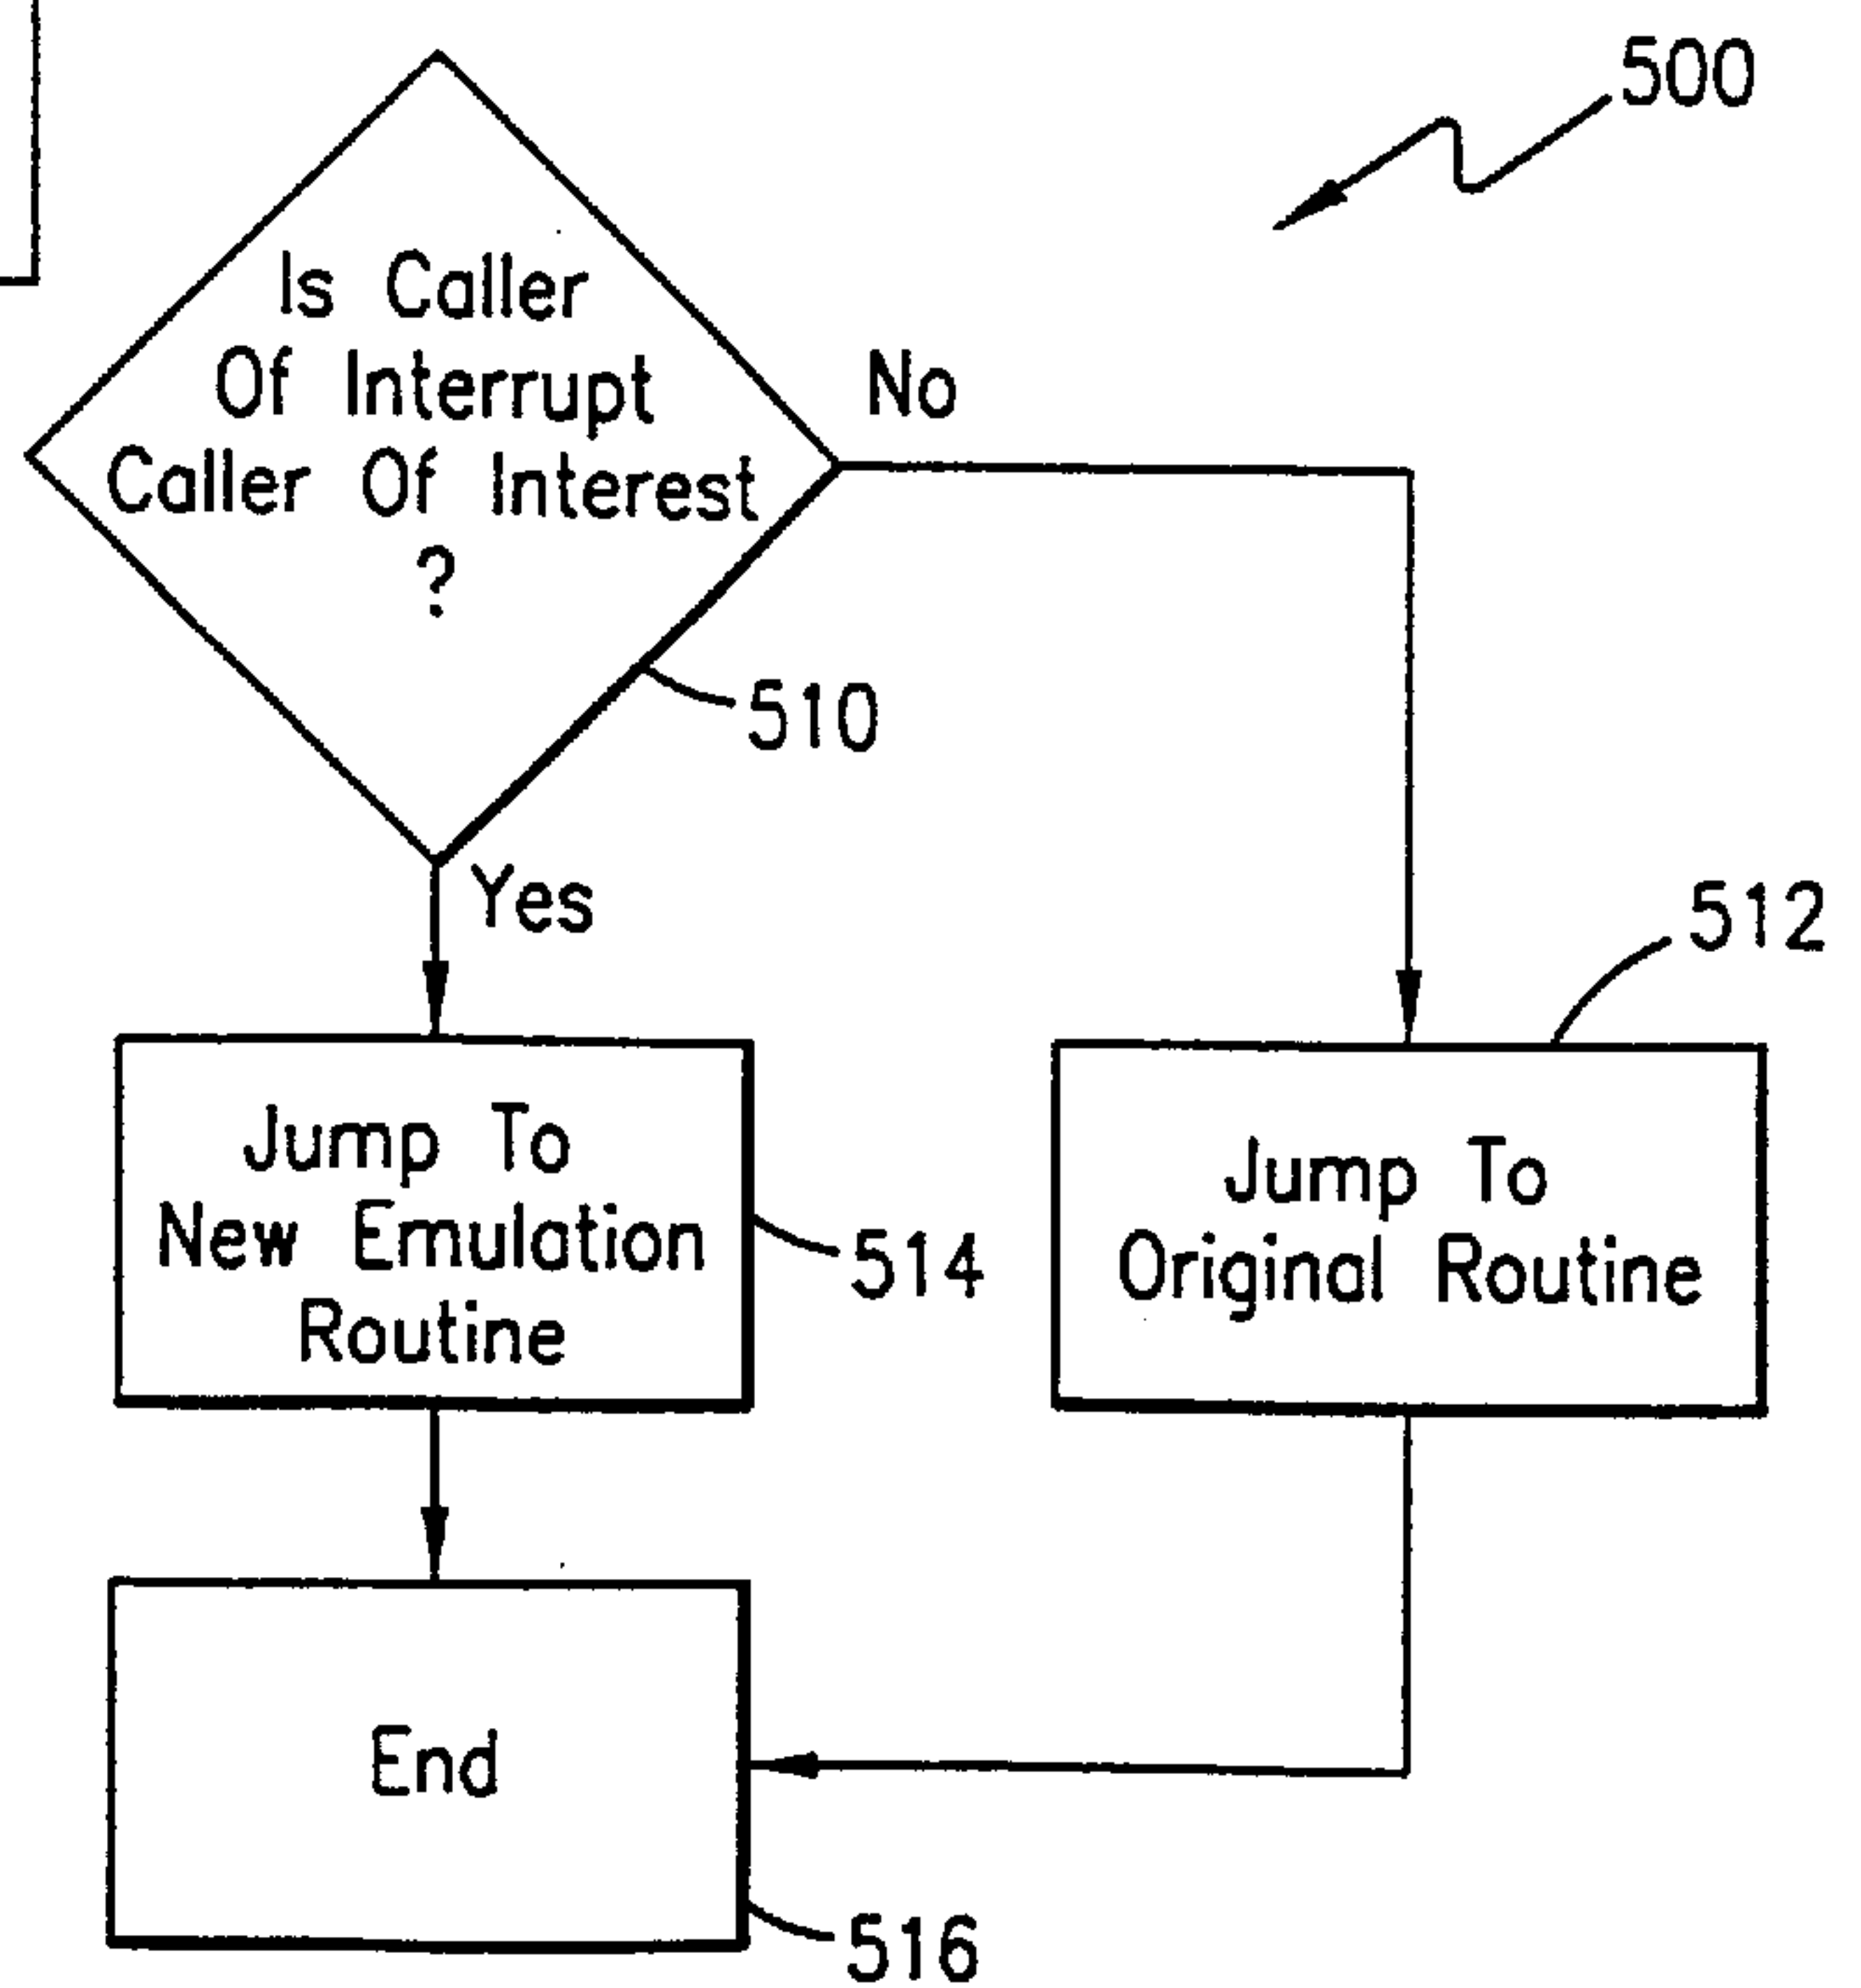 500
Is Caller
Of Interrupt
Caller Of Interest
?
No
510
Yes
512
Jump To
New Emulation
Routine
514
Jump To
Original Routine
End
516